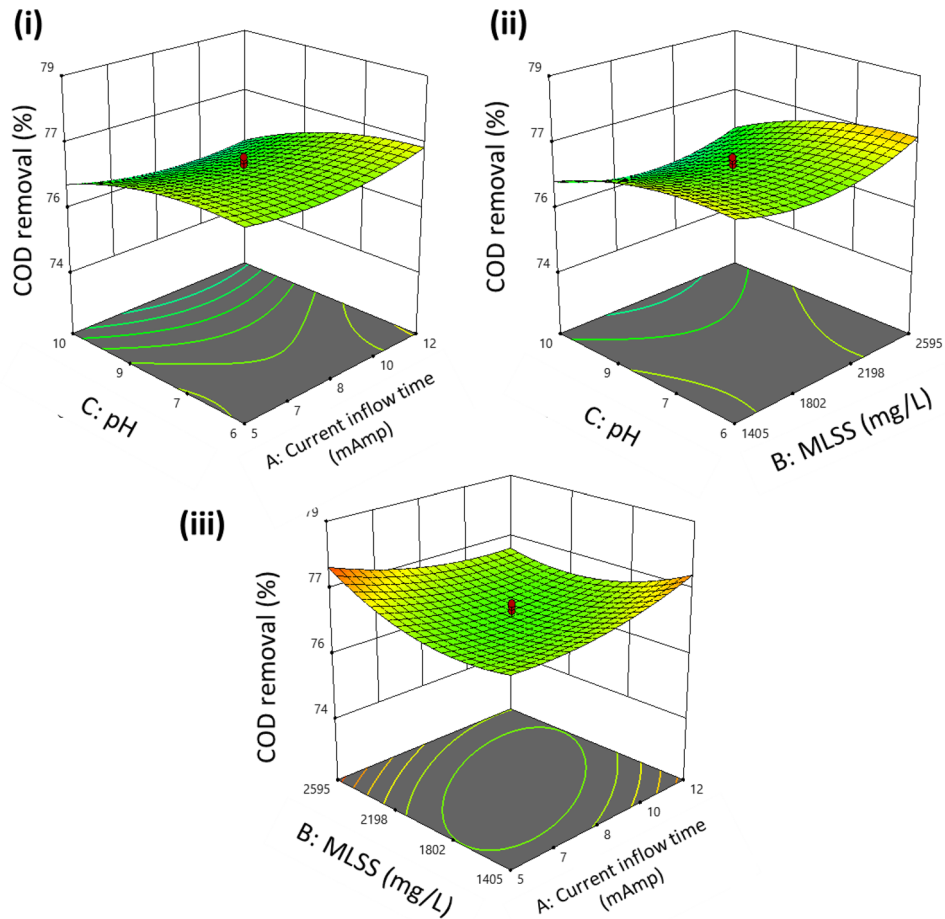 (i)
79
77
76
74
COD removal (%)
10
9
7
6
C: pH
5
7
8
10
12
A: Current inflow time
(mAmp)
(ii)
79
77
76
74
COD removal (%)
10
9
7
6
C: pH
1405
1802
2198
2595
B: MLSS (mg/L)
(iii)
79
77
76
74
COD removal (%)
2595
2198
1802
1405
B: MLSS (mg/L)
5
7
8
10
12
A: Current inflow time
(mAmp)